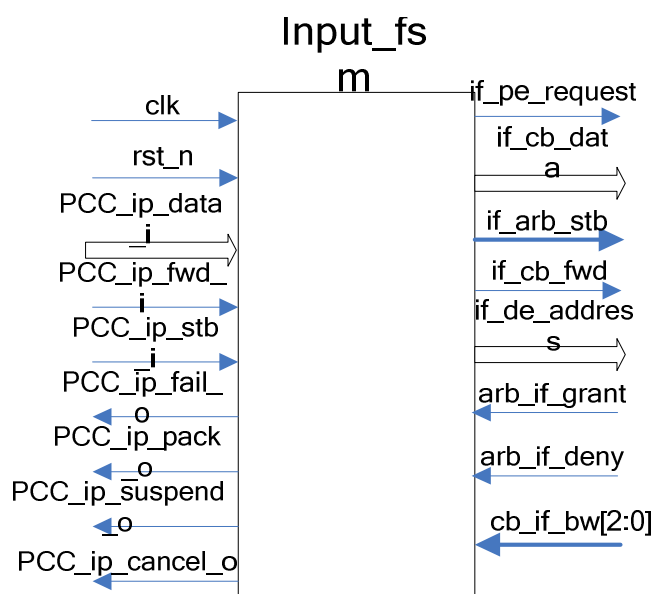 Input_fs
m
clk
rst_n
PCC_ip_data
_i
PCC_ip_fwd_
i
PCC_ip_stb
_i
PCC_ip_fail_
o
PCC_ip_pack
_o
PCC_ip_suspend
_o
PCC_ip_cancel_o
if_pe_request
if_cb_dat
a
if_arb_stb
if_cb_fwd
if_de_addres
s
arb_if_grant
arb_if_deny
cb_if_bw[2:0]